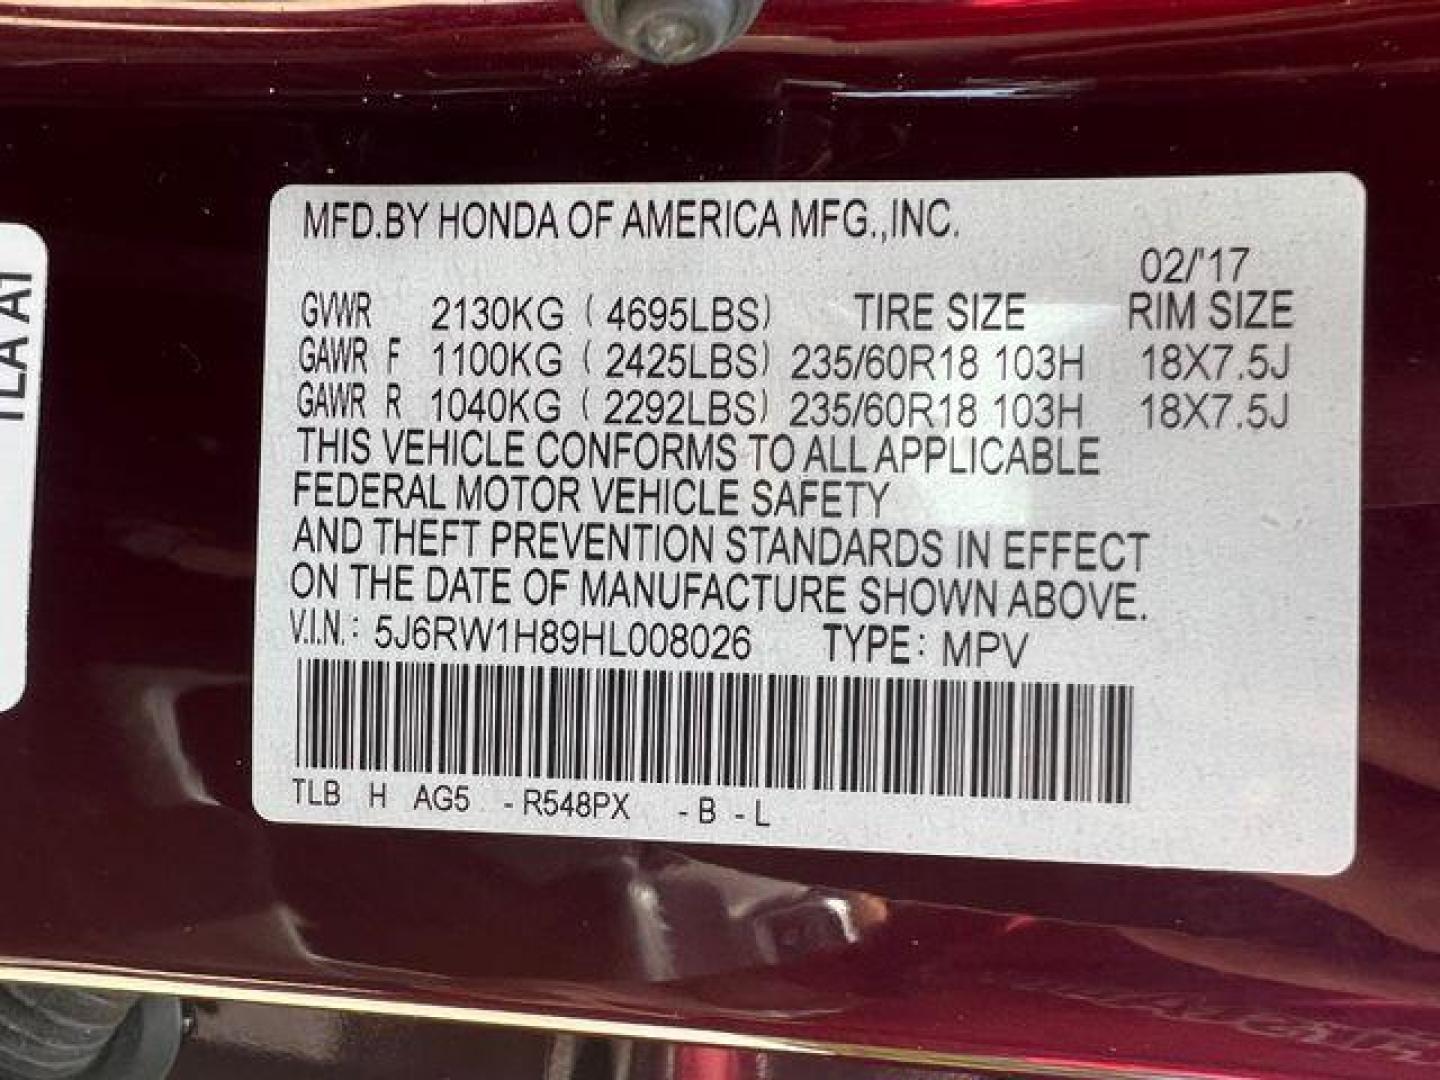 TLA A1
MFD.BY HONDA OF AMERICA MFG.,INC.
02/'17
GVWR 2130KG ( 4695LBS) TIRE SIZE RIM SIZE
GAWR F 1100KG ( 2425LBS) 235/60R18 103H 18X7.5J
GAWR R 1040KG ( 2292LBS) 235/60R18 103H 18X7.5J
THIS VEHICLE CONFORMS TO ALL APPLICABLE
FEDERAL MOTOR VEHICLE SAFETY
AND THEFT PREVENTION STANDARDS IN EFFECT
ON THE DATE OF MANUFACTURE SHOWN ABOVE.
V.I.N.: 5J6RW1H89HL008026 TYPE: MPV
TLB H AG5 - R548PX - B - L